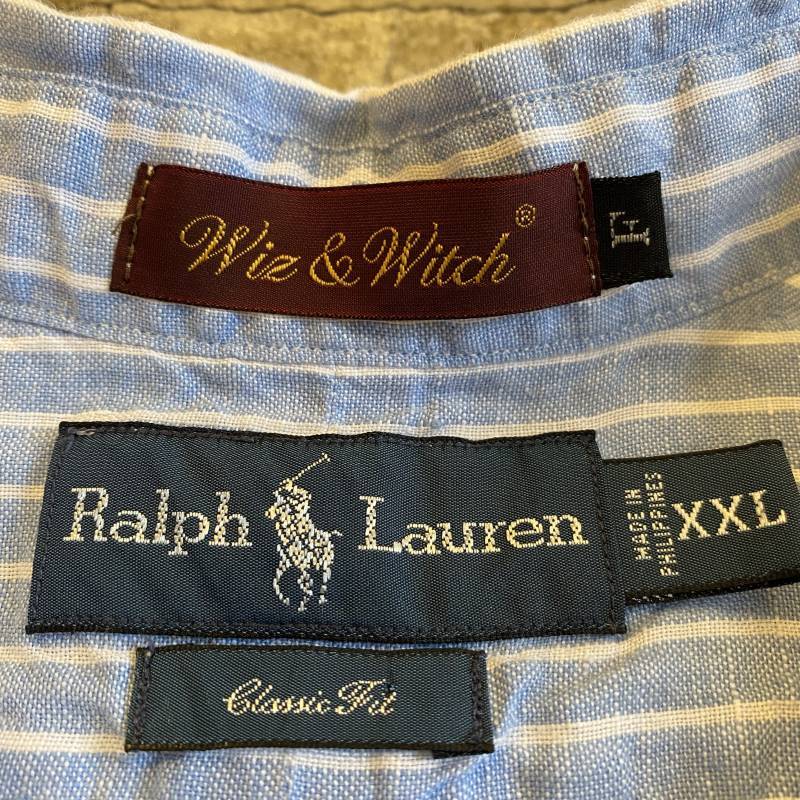 Wiz & Witch®
F
Ralph Lauren
MADE IN
PHILIPPINES
XXL
Classic Fit